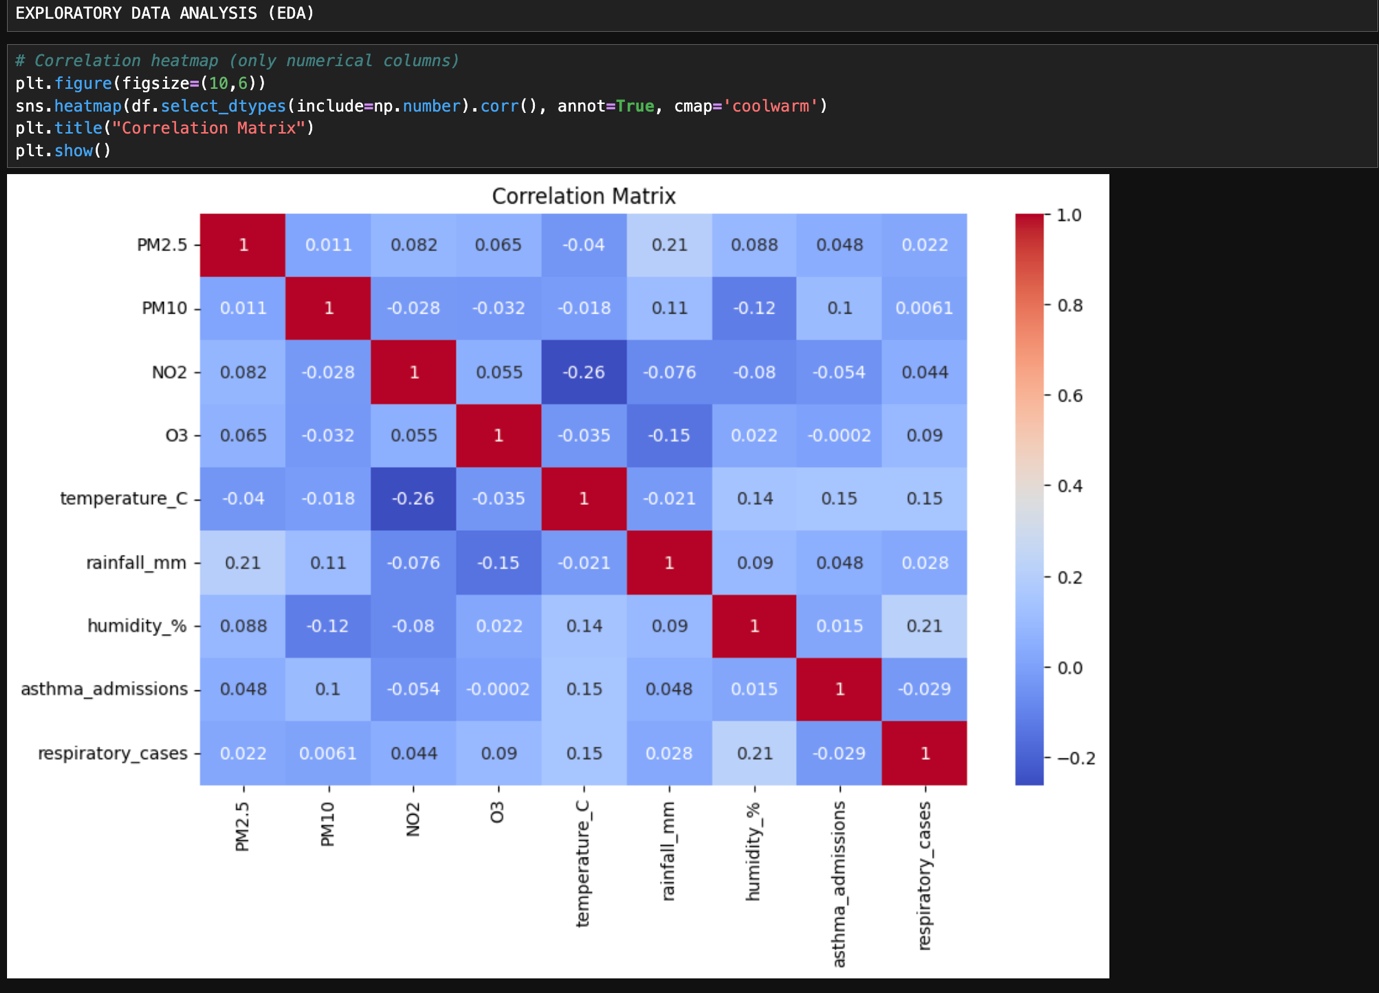 EXPLORATORY DATA ANALYSIS (EDA)
# Correlation heatmap (only numerical columns)
plt.figure(figsize=(10,6))
sns.heatmap(df.select_dtypes(include=np.number).corr(), annot=True, cmap='coolwarm')
plt.title("Correlation Matrix")
plt.show()
Correlation Matrix
PM2.5 1 0.011 0.082 0.065 -0.04 0.21 0.088 0.048 0.022
PM10 0.011 1 -0.028 -0.032 -0.018 0.11 -0.12 0.1 0.0061
NO2 0.082 -0.028 1 0.055 -0.26 -0.076 -0.08 -0.054 0.044
O3 0.065 -0.032 0.055 1 -0.035 -0.15 0.022 -0.0002 0.09
temperature_C -0.04 -0.018 -0.26 -0.035 1 -0.021 0.14 0.15 0.15
rainfall_mm 0.21 0.11 -0.076 -0.15 -0.021 1 0.09 0.048 0.028
humidity_% 0.088 -0.12 -0.08 0.022 0.14 0.09 1 0.015 0.21
asthma_admissions 0.048 0.1 -0.054 -0.0002 0.15 0.048 0.015 1 -0.029
respiratory_cases 0.022 0.0061 0.044 0.09 0.15 0.028 0.21 -0.029 1
PM2.5 PM10 NO2 O3 temperature_C rainfall_mm humidity_% asthma_admissions respiratory_cases
1.0
0.8
0.6
0.4
0.2
0.0
−0.2